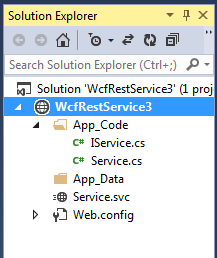 Solution Explorer
Search Solution Explorer (Ctrl+;)
Solution 'WcfRestService3' (1 proj
WcfRestService3
App_Code
IService.cs
Service.cs
App_Data
Service.svc
Web.config